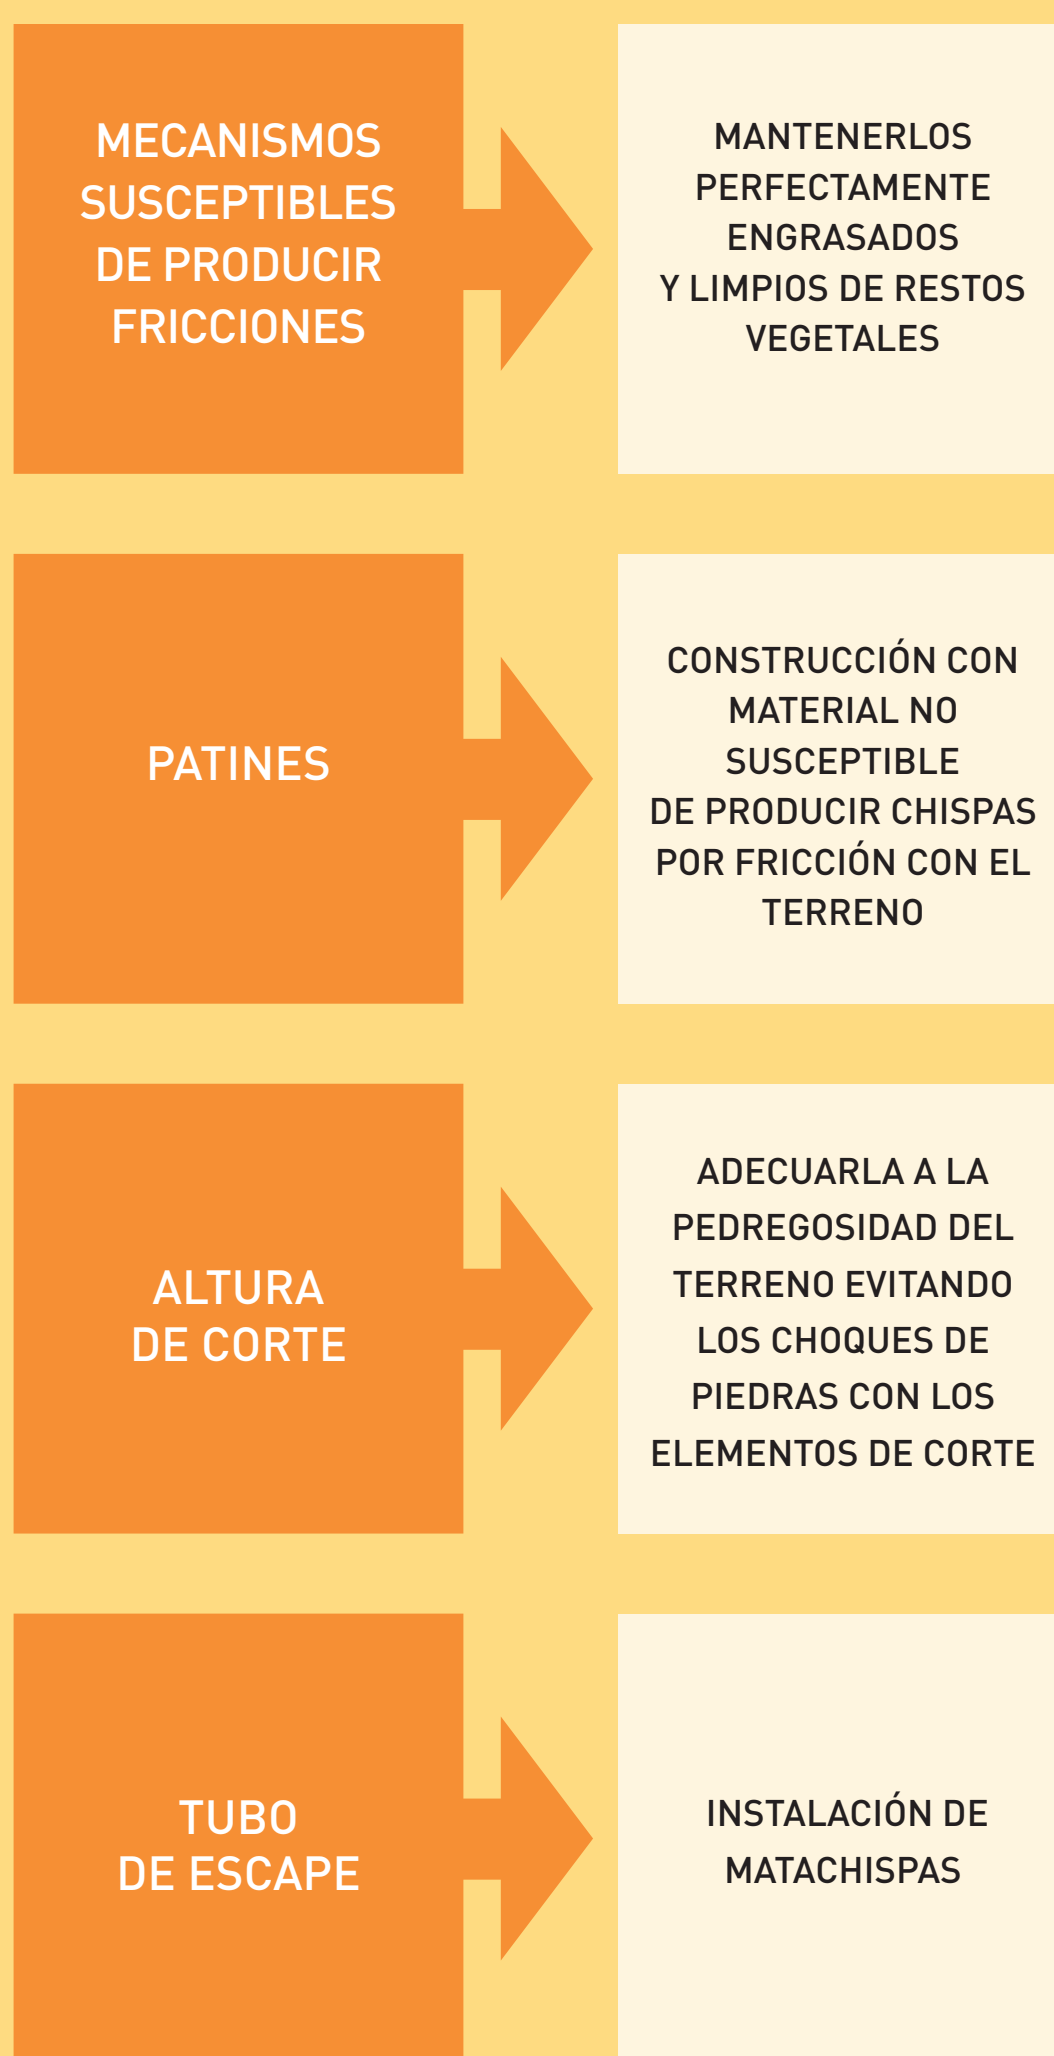 MECANISMOS
SUSCEPTIBLES
DE PRODUCIR
FRICCIONES
MANTENERLOS
PERFECTAMENTE
ENGRASADOS
Y LIMPIOS DE RESTOS
VEGETALES
PATINES
CONSTRUCCIÓN CON
MATERIAL NO
SUSCEPTIBLE
DE PRODUCIR CHISPAS
POR FRICCIÓN CON EL
TERRENO
ALTURA
DE CORTE
ADECUARLA A LA
PEDREGOSIDAD DEL
TERRENO EVITANDO
LOS CHOQUES DE
PIEDRAS CON LOS
ELEMENTOS DE CORTE
TUBO
DE ESCAPE
INSTALACIÓN DE
MATACHISPAS